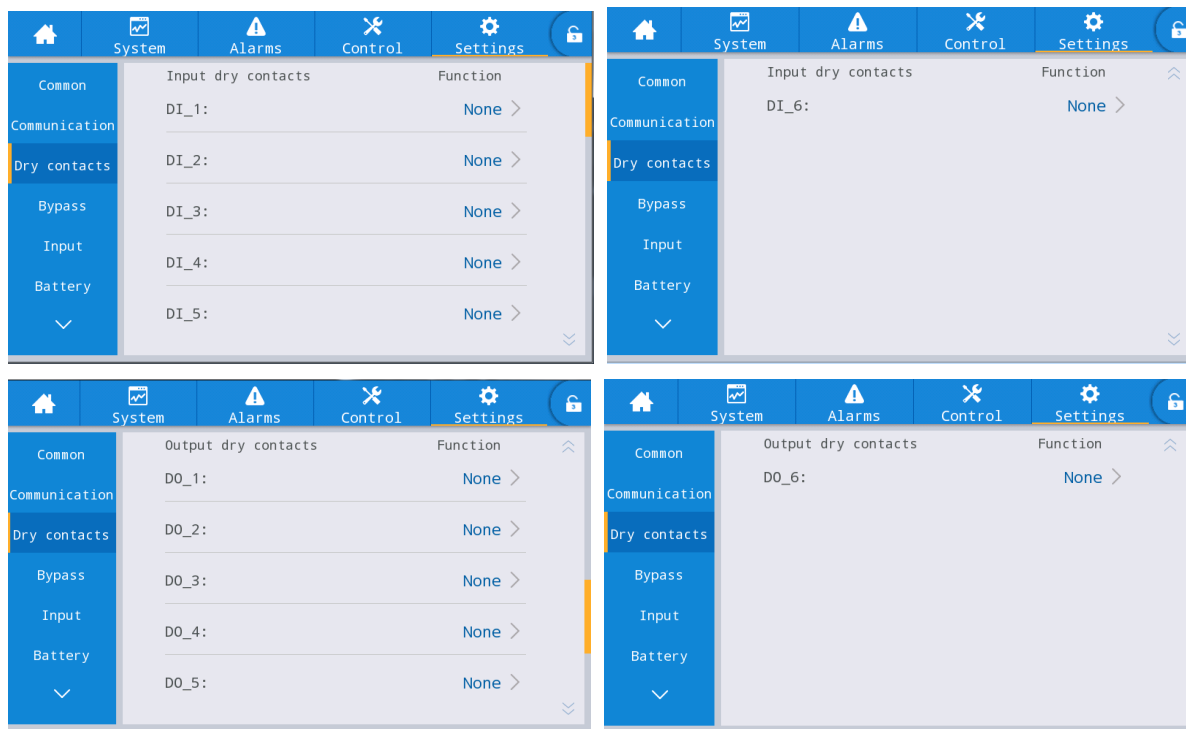 System Alarms Control Settings 3
Common
Communication
Dry contacts
Bypass
Input
Battery
Input dry contacts Function
DI_1: None
DI_2: None
DI_3: None
DI_4: None
DI_5: None
System Alarms Control Settings 3
Common
Communication
Dry contacts
Bypass
Input
Battery
Input dry contacts Function
DI_6: None
System Alarms Control Settings 3
Common
Communication
Dry contacts
Bypass
Input
Battery
Output dry contacts Function
DO_1: None
DO_2: None
DO_3: None
DO_4: None
DO_5: None
System Alarms Control Settings 3
Common
Communication
Dry contacts
Bypass
Input
Battery
Output dry contacts Function
DO_6: None